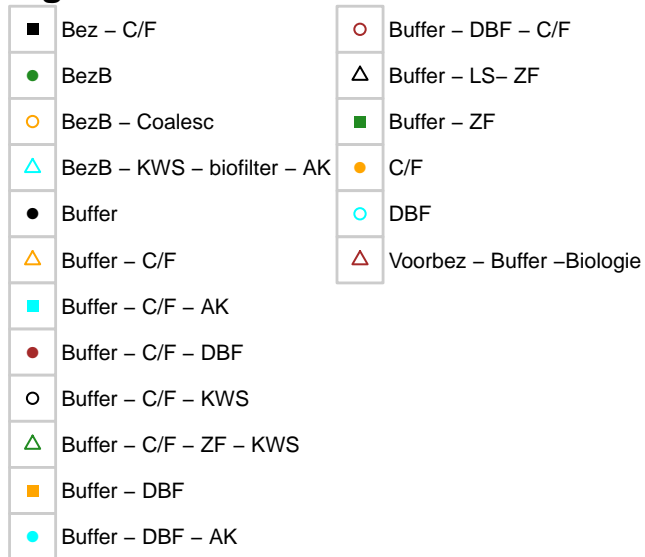 Bez – C/F
BezB
BezB – Coalesc
BezB – KWS – biofilter – AK
Buffer
Buffer – C/F
Buffer – C/F – AK
Buffer – C/F – DBF
Buffer – C/F – KWS
Buffer – C/F – ZF – KWS
Buffer – DBF
Buffer – DBF – AK
Buffer – DBF – C/F
Buffer – LS– ZF
Buffer – ZF
C/F
DBF
Voorbez – Buffer –Biologie